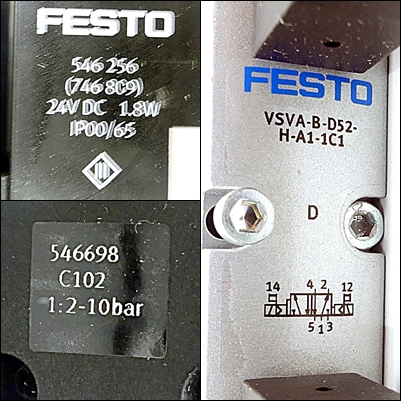 FESTO
546 256
(746 8C9)
24V DC 1.8W
IP00/65
546698
C102
1:2-10bar
FESTO
VSVA-B-D52-
H-A1-1C1
D
14 4 2 12
5 1 3